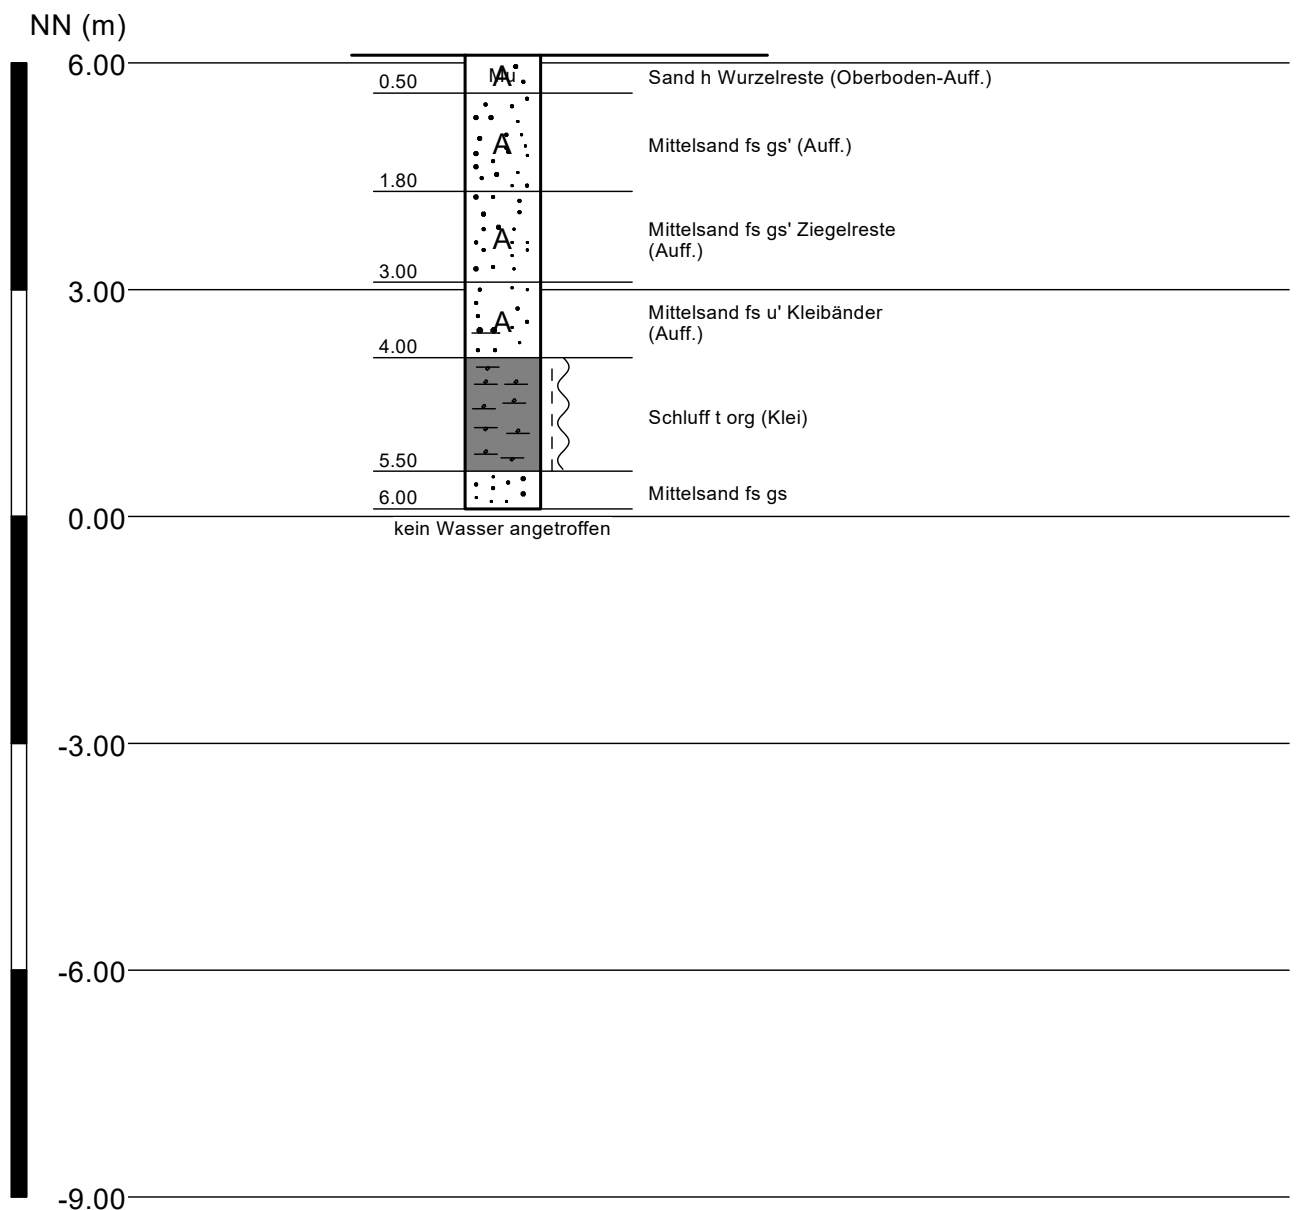 NN (m)
6.00
0.50
Mu
A
Sand h Wurzelreste (Oberboden-Auff.)
A
Mittelsand fs gs' (Auff.)
1.80
A
Mittelsand fs gs' Ziegelreste
(Auff.)
3.00
3.00
A
Mittelsand fs u' Kleibänder
(Auff.)
4.00
Schluff t org (Klei)
5.50
6.00
Mittelsand fs gs
0.00
kein Wasser angetroffen
-3.00
-6.00
-9.00